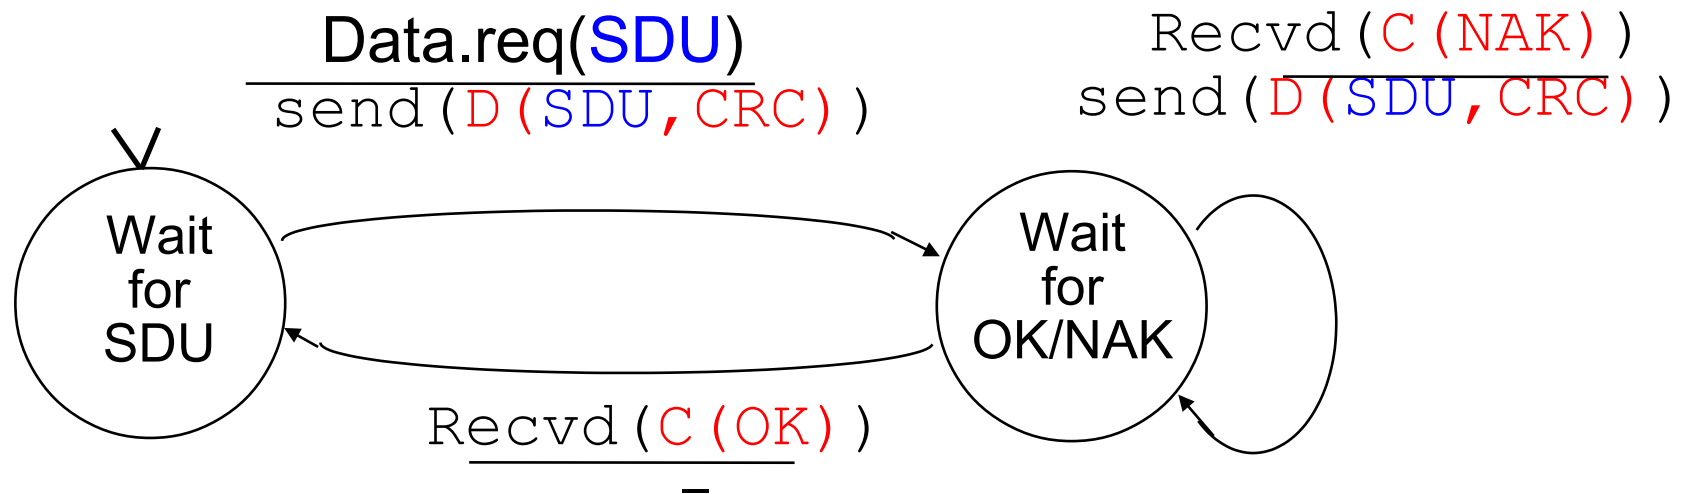 Data.req(SDU)
send(D(SDU,CRC))
Recvd(C(NAK))
send(D(SDU,CRC))
Wait
for
SDU
Wait
for
OK/NAK
Recvd(C(OK))
-